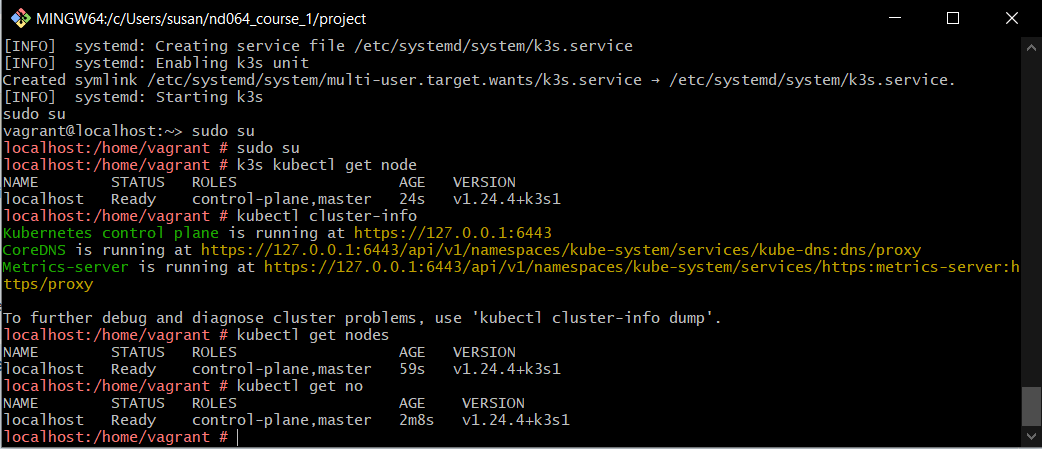 MINGW64:/c/Users/susan/nd064_course_1/project
[INFO]  systemd: Creating service file /etc/systemd/system/k3s.service
[INFO]  systemd: Enabling k3s unit
Created symlink /etc/systemd/system/multi-user.target.wants/k3s.service → /etc/systemd/system/k3s.service.
[INFO]  systemd: Starting k3s
sudo su
vagrant@localhost:~> sudo su
localhost:/home/vagrant # sudo su
localhost:/home/vagrant # k3s kubectl get node
NAME        STATUS   ROLES                  AGE   VERSION
localhost   Ready    control-plane,master   24s   v1.24.4+k3s1
localhost:/home/vagrant # kubectl cluster-info
Kubernetes control plane is running at https://127.0.0.1:6443
CoreDNS is running at https://127.0.0.1:6443/api/v1/namespaces/kube-system/services/kube-dns:dns/proxy
Metrics-server is running at https://127.0.0.1:6443/api/v1/namespaces/kube-system/services/https:metrics-server:h
ttps/proxy
To further debug and diagnose cluster problems, use 'kubectl cluster-info dump'.
localhost:/home/vagrant # kubectl get nodes
NAME        STATUS   ROLES                  AGE   VERSION
localhost   Ready    control-plane,master   59s   v1.24.4+k3s1
localhost:/home/vagrant # kubectl get no
NAME        STATUS   ROLES                  AGE    VERSION
localhost   Ready    control-plane,master   2m8s   v1.24.4+k3s1
localhost:/home/vagrant #